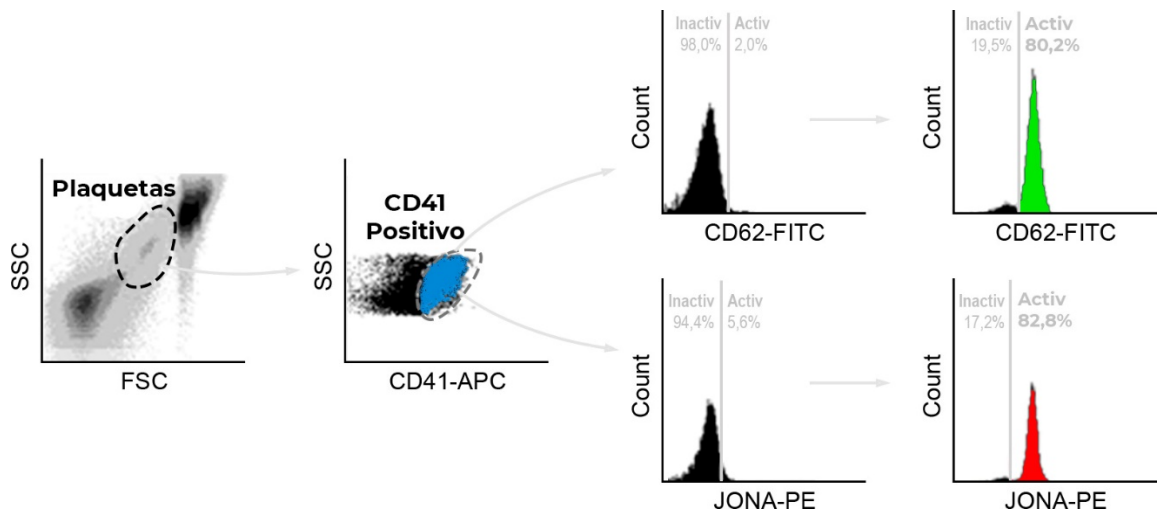 Plaquetas
SSC
FSC
CD41
Positivo
SSC
CD41-APC
Inactiv Activ
98,0% 2,0%
Count
CD62-FITC
Inactiv Activ
19,5% 80,2%
Count
CD62-FITC
Inactiv Activ
94,4% 5,6%
Count
JONA-PE
Inactiv Activ
17,2% 82,8%
Count
JONA-PE